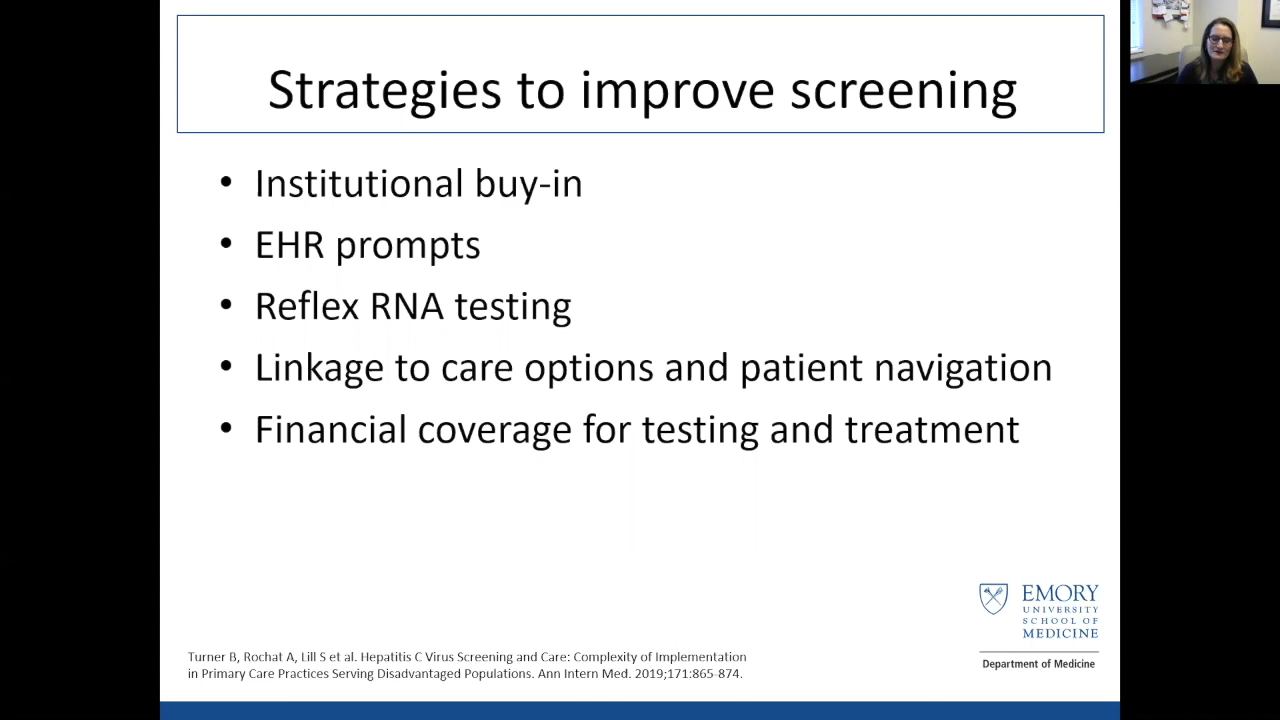 Strategies to improve screening
• Institutional buy-in
• EHR prompts
• Reflex RNA testing
• Linkage to care options and patient navigation
• Financial coverage for testing and treatment
EMORY
UNIVERSITY
SCHOOL OF
MEDICINE
Department of Medicine
Turner B, Rochat A, Lill S et al. Hepatitis C Virus Screening and Care: Complexity of Implementation
in Primary Care Practices Serving Disadvantaged Populations. Ann Intern Med. 2019;171:865-874.